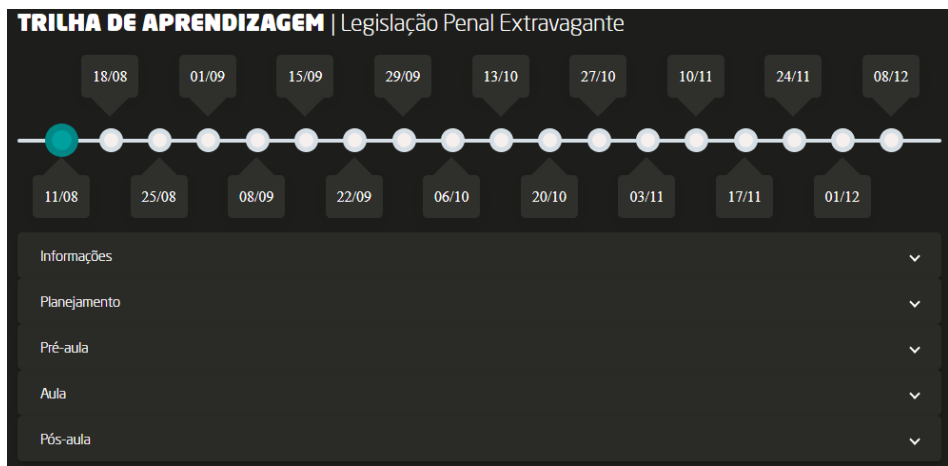 TRILHA DE APRENDIZAGEM | Legislação Penal Extravagante
18/08 01/09 15/09 29/09 13/10 27/10 10/11 24/11 08/12
11/08 25/08 08/09 22/09 06/10 20/10 03/11 17/11 01/12
Informações
Planejamento
Pré-aula
Aula
Pós-aula